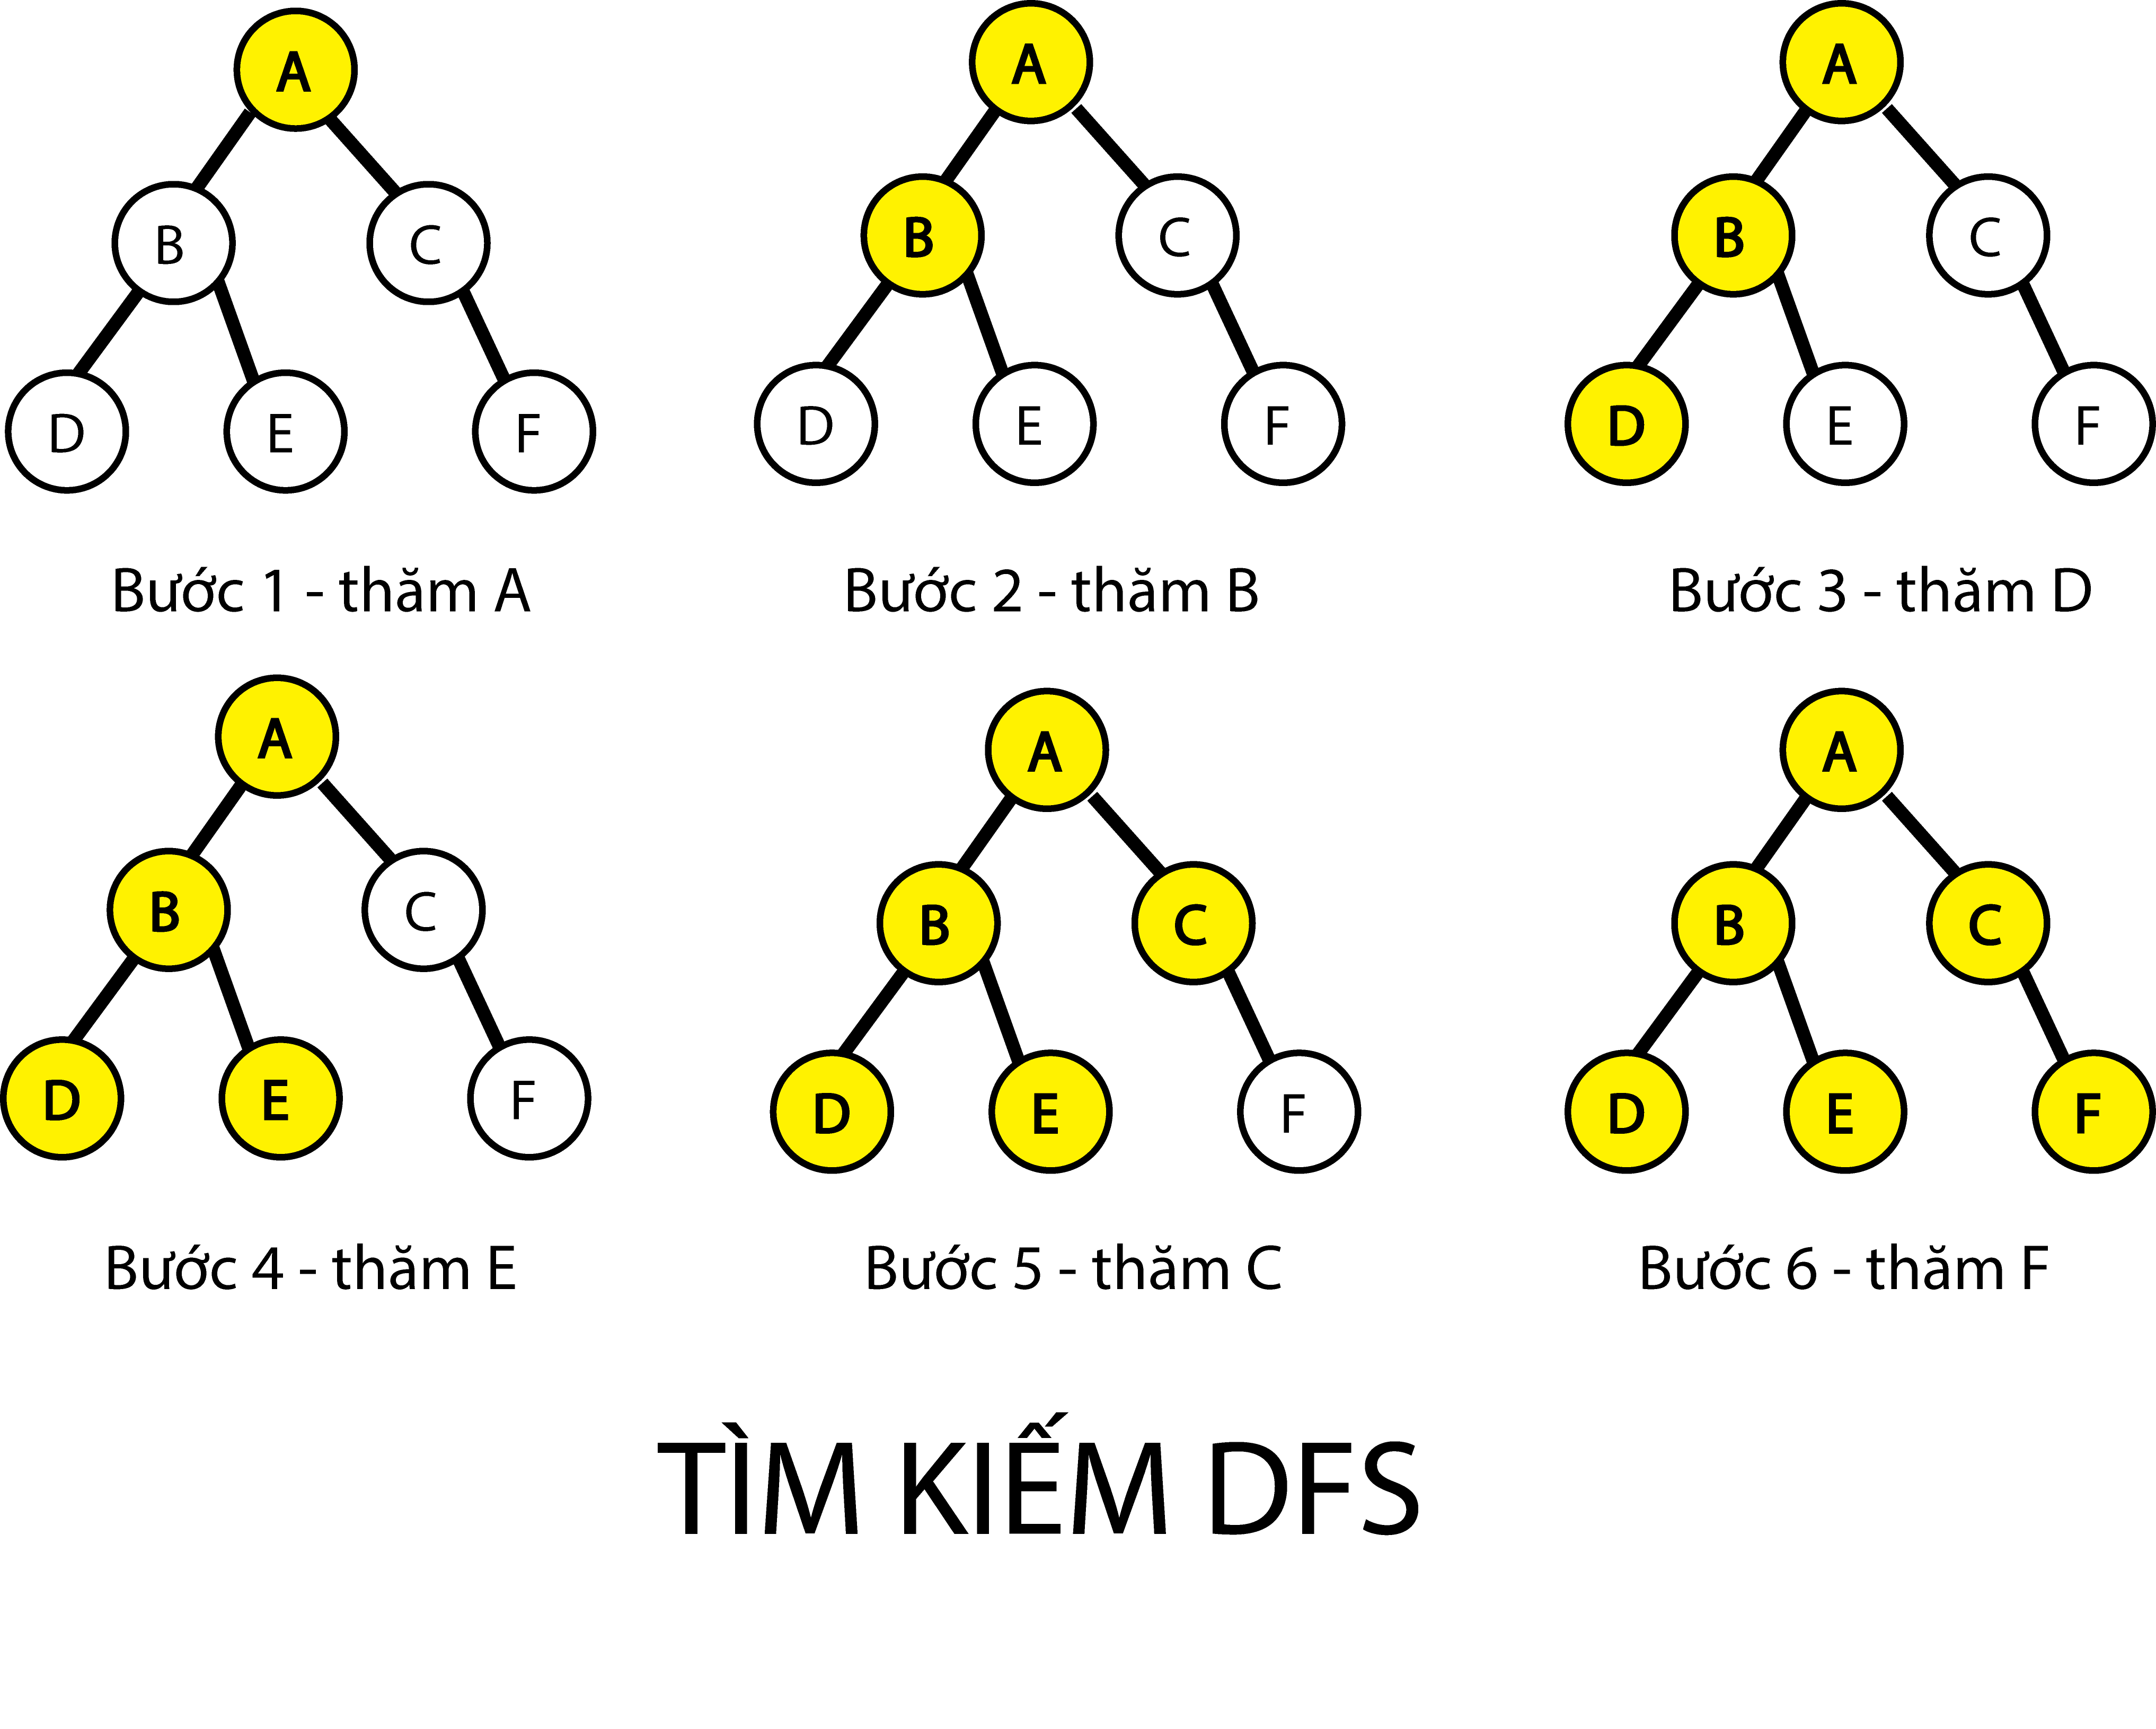 A
A
A
B
C
B
C
B
C
D
E
F
D
E
F
D
E
F
Bước 1 - thăm A
Bước 2 - thăm B
Bước 3 - thăm D
A
A
A
B
C
B
C
B
C
D
E
F
D
E
F
D
E
F
Bước 4 - thăm E
Bước 5 - thăm C
Bước 6 - thăm F
TÌM KIẾM DFS